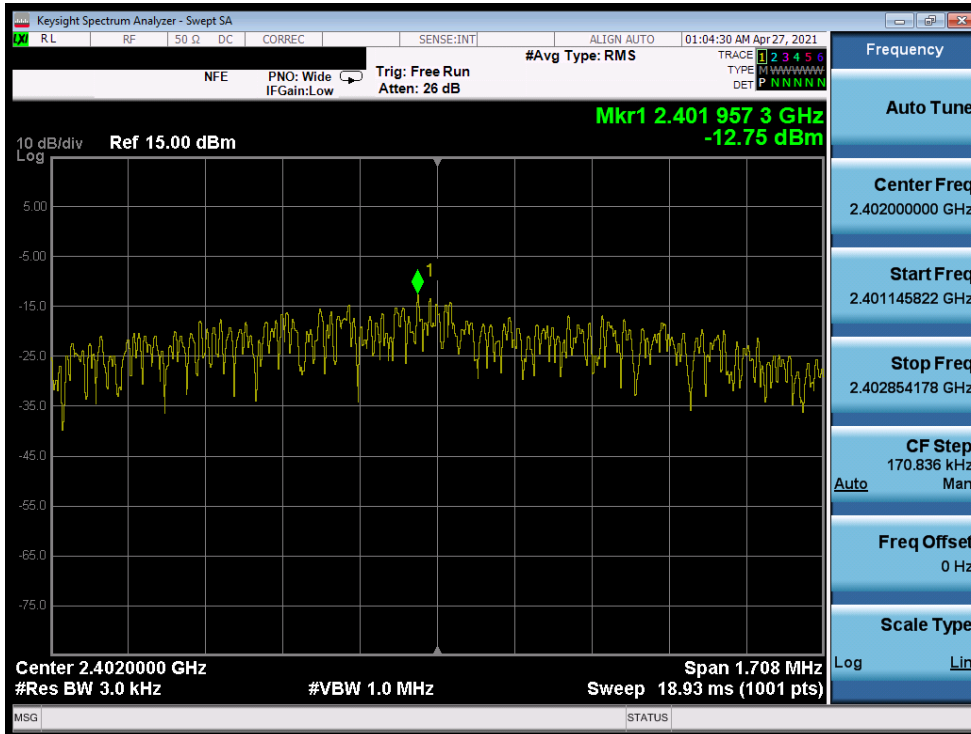 Keysight Spectrum Analyzer - Swept SA
LXI RL RF 50 Ω DC CORREC SENSE:INT ALIGN AUTO 01:04:30 AM Apr 27, 2021
NFE PNO: Wide Trig: Free Run #Avg Type: RMS TRACE 1 2 3 4 5 6
IFGain:Low Atten: 26 dB TYPE M WWWWW
DET P N N N N N
Mkr1 2.401 957 3 GHz
-12.75 dBm
10 dB/div Ref 15.00 dBm
Log
5.00
-5.00
1
-15.0
-25.0
-35.0
-45.0
-55.0
-65.0
-75.0
Center 2.4020000 GHz Span 1.708 MHz
#Res BW 3.0 kHz #VBW 1.0 MHz Sweep 18.93 ms (1001 pts)
MSG STATUS
Frequency
Auto Tune
Center Freq
2.402000000 GHz
Start Freq
2.401145822 GHz
Stop Freq
2.402854178 GHz
CF Step
170.836 kHz
Auto Man
Freq Offset
0 Hz
Scale Type
Log Lin